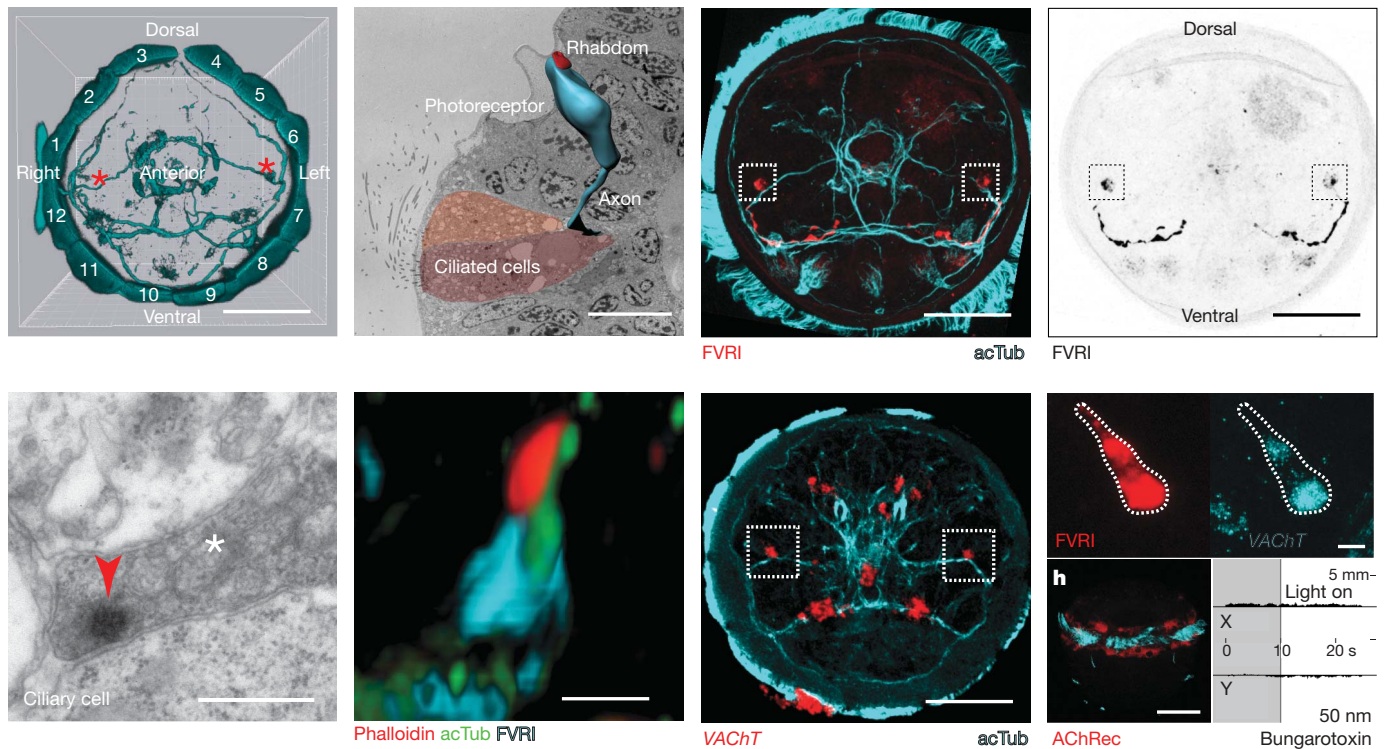 Dorsal
3 4
2 5
1 6
Right Anterior Left
12 7
11 8
10 9
Ventral
Rhabdom
Photoreceptor
Axon
Ciliated cells
FVRI acTub
Dorsal
Ventral
FVRI
Ciliary cell
Phalloidin acTub FVRI
VAChT acTub
FVRI
VAChT
h
AChRec
5 mm
Light on
X
0 10 20 s
Y
50 nm
Bungarotoxin